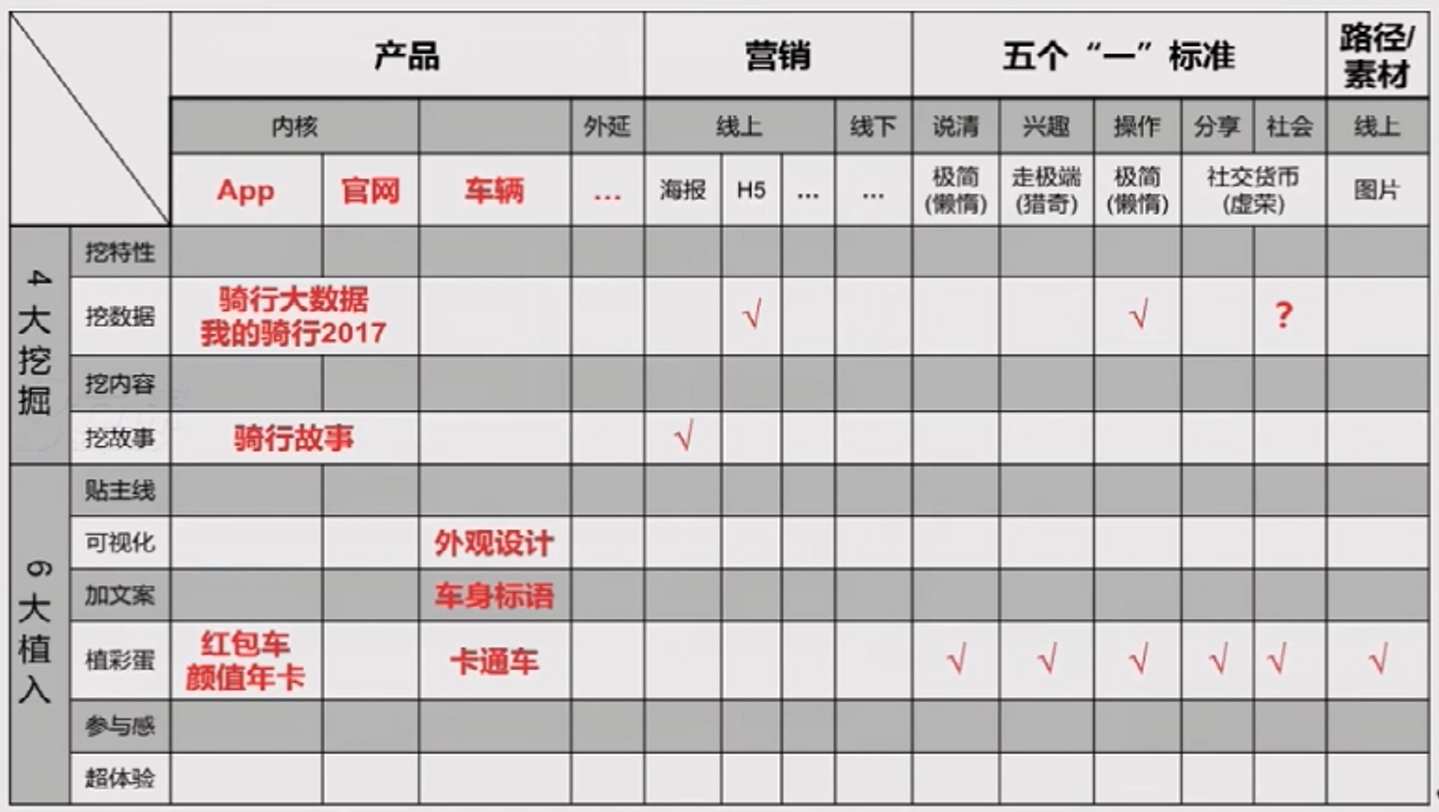 产品 营销 五个“一”标准 路径/
素材
内核 外延 线上 线下 说清 兴趣 操作 分享 社会 线上
App 官网 车辆 … 海报 H5 … … 极简 走极端 极简 社交货币 图片
(懒惰) (猎奇) (懒惰) (虚荣)
4大挖掘
挖特性
挖数据 骑行大数据 √ √ ?
我的骑行2017
挖内容
挖故事 骑行故事 √
6大植入
贴主线
可视化 外观设计
加文案 车身标语
植彩蛋 红包车 卡通车 √ √ √ √ √ √
颜值年卡
参与感
超体验